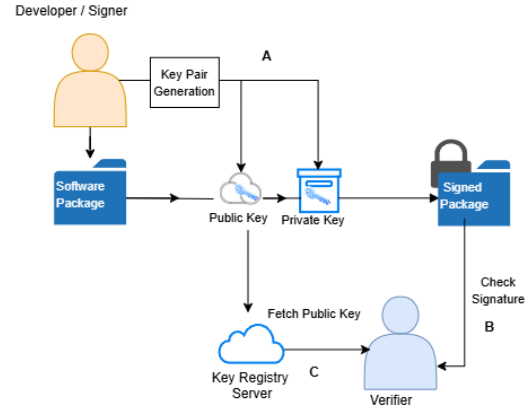 Developer / Signer
A
Key Pair
Generation
Software
Package
Public Key
Private Key
Signed
Package
Check
Signature
B
Fetch Public Key
C
Key Registry
Server
Verifier